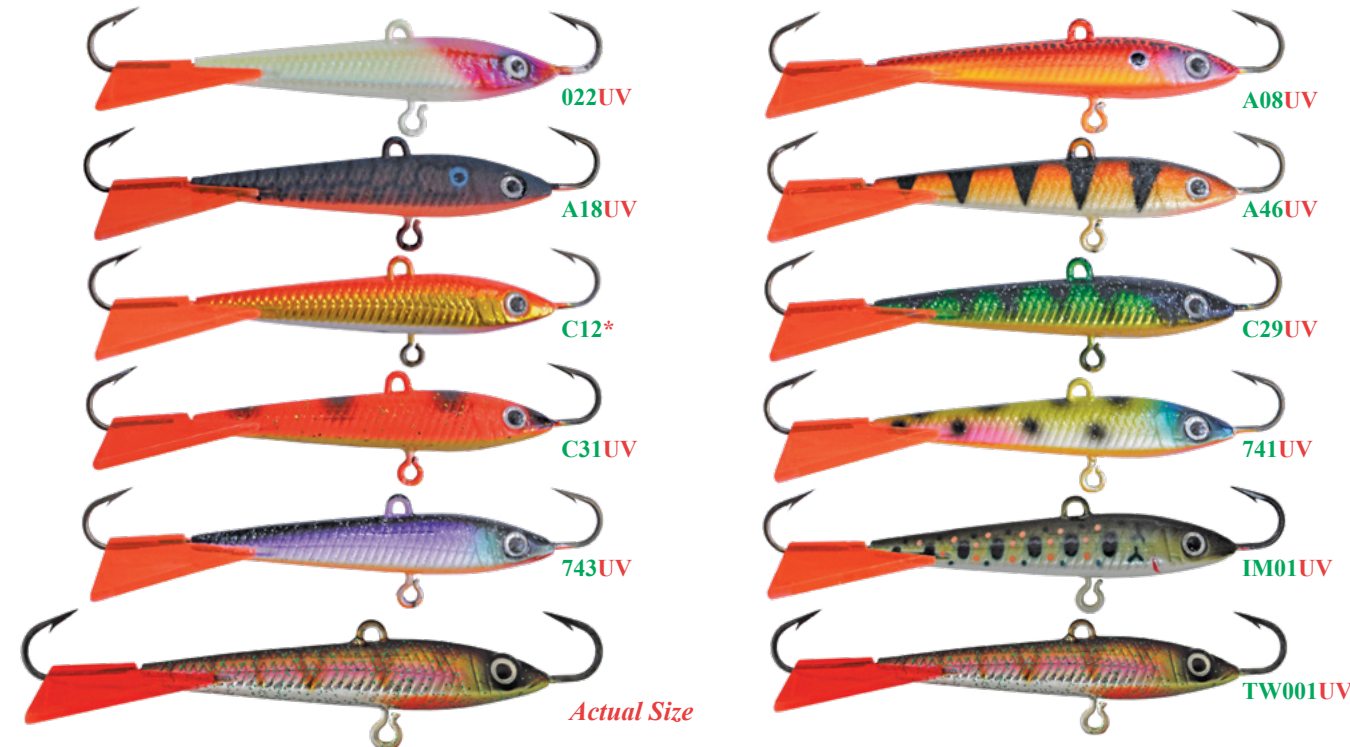 022UV
A08UV
A18UV
A46UV
C12*
C29UV
C31UV
741UV
743UV
IM01UV
Actual Size
TW001UV